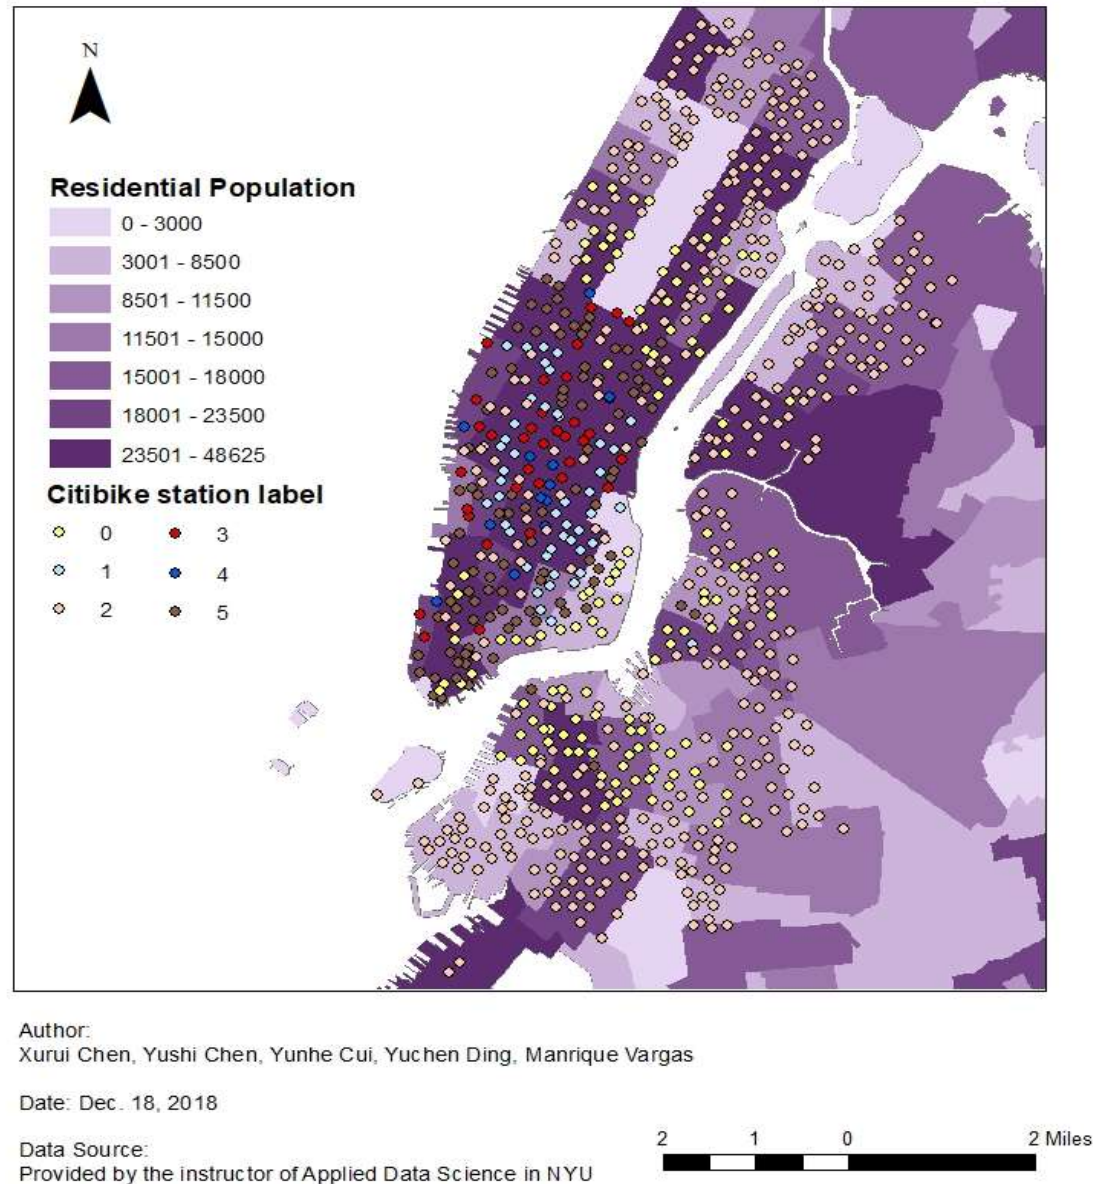 N
Residential Population
0 - 3000
3001 - 8500
8501 - 11500
11501 - 15000
15001 - 18000
18001 - 23500
23501 - 48625
Citibike station label
0 3
1 4
2 5
Author:
Xurui Chen, Yushi Chen, Yunhe Cui, Yuchen Ding, Manrique Vargas
Date: Dec. 18, 2018
Data Source:
Provided by the instructor of Applied Data Science in NYU
2 1 0 2 Miles